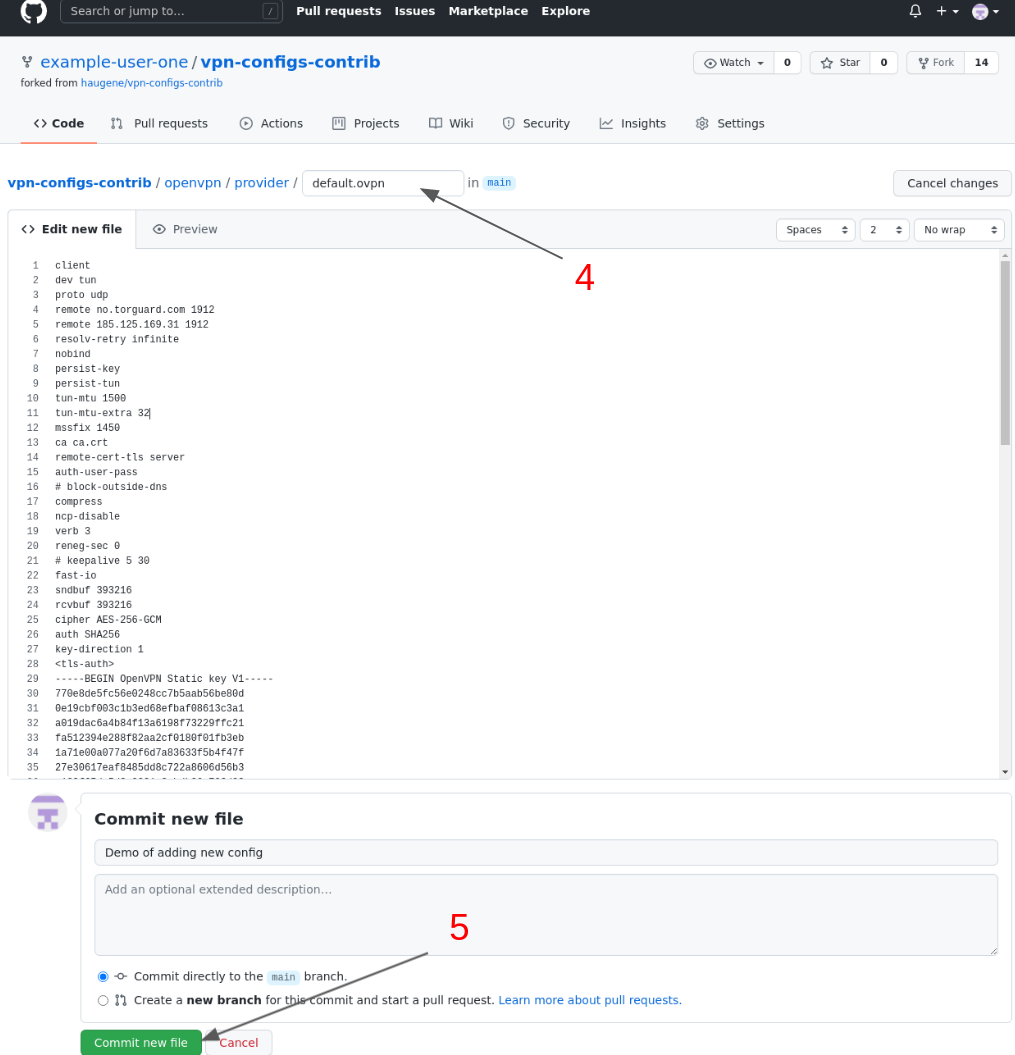 Search or jump to… / Pull requests Issues Marketplace Explore
example-user-one / vpn-configs-contrib Watch 0 Star 0 Fork 14
forked from haugene/vpn-configs-contrib
Code Pull requests Actions Projects Wiki Security Insights Settings
vpn-configs-contrib / openvpn / provider / default.ovpn in main Cancel changes
Edit new file Preview Spaces 2 No wrap
4
1 client
2 dev tun
3 proto udp
4 remote no.torguard.com 1912
5 remote 185.125.169.31 1912
6 resolv-retry infinite
7 nobind
8 persist-key
9 persist-tun
10 tun-mtu 1500
11 tun-mtu-extra 32
12 mssfix 1450
13 ca ca.crt
14 remote-cert-tls server
15 auth-user-pass
16 # block-outside-dns
17 compress
18 ncp-disable
19 verb 3
20 reneg-sec 0
21 # keepalive 5 30
22 fast-io
23 sndbuf 393216
24 rcvbuf 393216
25 cipher AES-256-GCM
26 auth SHA256
27 key-direction 1
28 <tls-auth>
29 -----BEGIN OpenVPN Static key V1-----
30 770e8de5fc56e0248cc7b5aab56be80d
31 0e19cbf003c1b3ed68efbaf08613c3a1
32 a019dac6a4b84f13a6198f73229ffc21
33 fa512394e288f82aa2cf0180f01fb3eb
34 1a71e00a077a20f6d7a83633f5b4f47f
35 27e30617eaf8485dd8c722a8606d56b3
Commit new file
Demo of adding new config
Add an optional extended description…
5
Commit directly to the main branch.
Create a new branch for this commit and start a pull request. Learn more about pull requests.
Commit new file Cancel